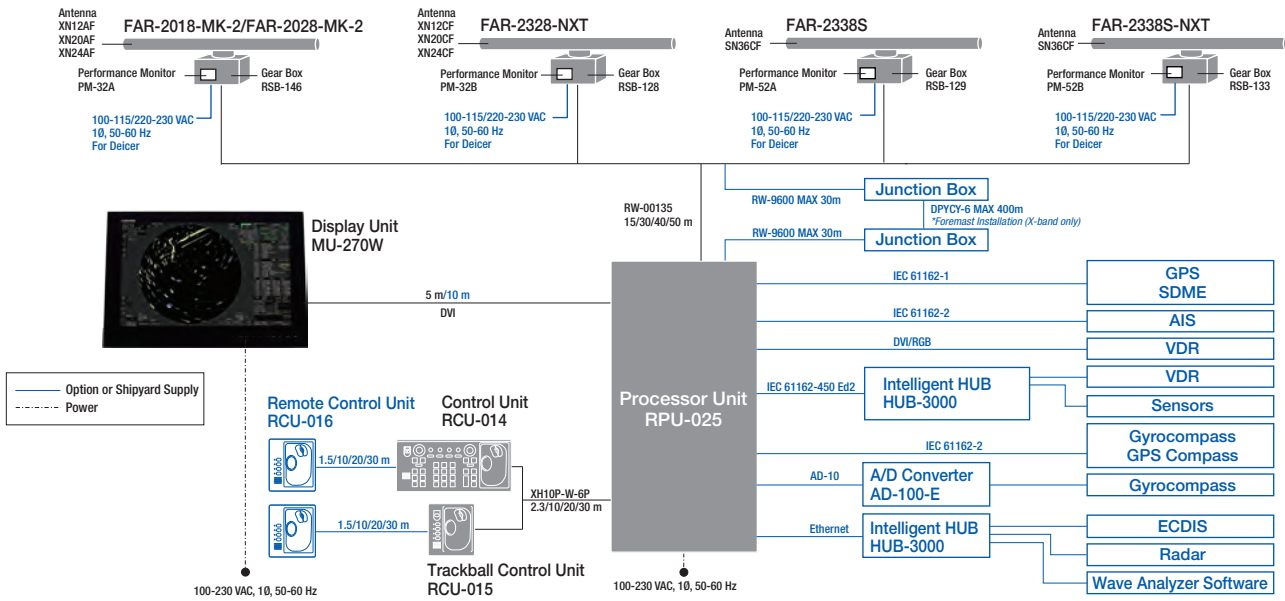 Antenna
XN12AF
XN20AF
XN24AF
FAR-2018-MK-2/FAR-2028-MK-2
Performance Monitor
PM-32A
Gear Box
RSB-146
100-115/220-230 VAC
1Ø, 50-60 Hz
For Deicer
Antenna
XN12CF
XN20CF
XN24CF
FAR-2328-NXT
Performance Monitor
PM-32B
Gear Box
RSB-128
100-115/220-230 VAC
1Ø, 50-60 Hz
For Deicer
Antenna
SN36CF
FAR-2338S
Performance Monitor
PM-52A
Gear Box
RSB-129
100-115/220-230 VAC
1Ø, 50-60 Hz
For Deicer
Antenna
SN36CF
FAR-2338S-NXT
Performance Monitor
PM-52B
Gear Box
RSB-133
100-115/220-230 VAC
1Ø, 50-60 Hz
For Deicer
RW-00135
15/30/40/50 m
RW-9600 MAX 30m
Junction Box
DPYCY-6 MAX 400m
*Foremast Installation (X-band only)
RW-9600 MAX 30m
Junction Box
Display Unit
MU-270W
5 m/10 m
DVI
Option or Shipyard Supply
Power
Remote Control Unit
RCU-016
Control Unit
RCU-014
1.5/10/20/30 m
XH10P-W-6P
2.3/10/20/30 m
1.5/10/20/30 m
Trackball Control Unit
RCU-015
100-230 VAC, 1Ø, 50-60 Hz
Processor Unit
RPU-025
100-230 VAC, 1Ø, 50-60 Hz
IEC 61162-1
GPS
SDME
IEC 61162-2
AIS
DVI/RGB
VDR
IEC 61162-450 Ed2
Intelligent HUB
HUB-3000
VDR
Sensors
IEC 61162-2
Gyrocompass
GPS Compass
AD-10
A/D Converter
AD-100-E
Gyrocompass
Ethernet
Intelligent HUB
HUB-3000
ECDIS
Radar
Wave Analyzer Software